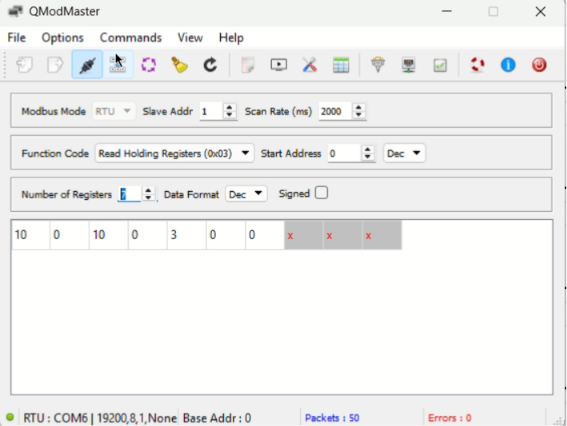 QModMaster
File Options Commands View Help
Modbus Mode RTU Slave Addr 1 Scan Rate (ms) 2000
Function Code Read Holding Registers (0x03) Start Address 0 Dec
Number of Registers 7 Data Format Dec Signed
10 0 10 0 3 0 0 x x x
RTU : COM6 | 19200,8,1,None Base Addr : 0 Packets : 50 Errors : 0